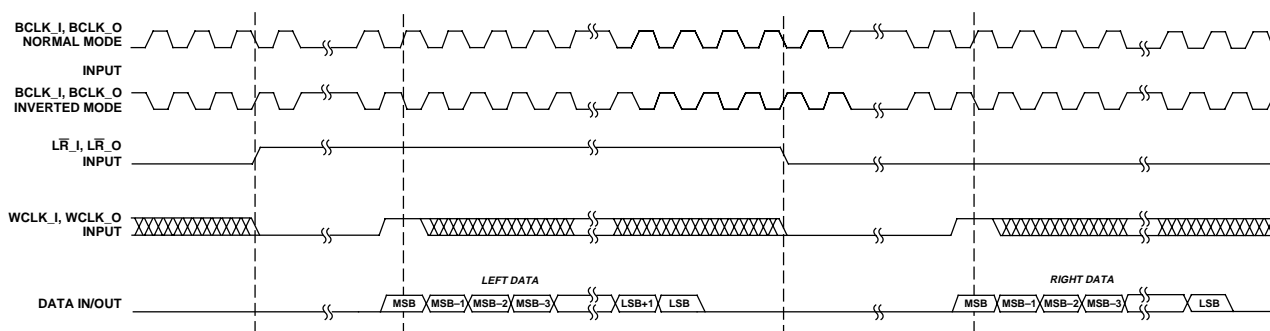 BCLK_I, BCLK_O
NORMAL MODE
INPUT
BCLK_I, BCLK_O
INVERTED MODE
LR̅_I, LR̅_O
INPUT
WCLK_I, WCLK_O
INPUT
LEFT DATA
RIGHT DATA
DATA IN/OUT
MSB MSB–1 MSB–2 MSB–3 LSB+1 LSB MSB MSB–1 MSB–2 MSB–3 LSB